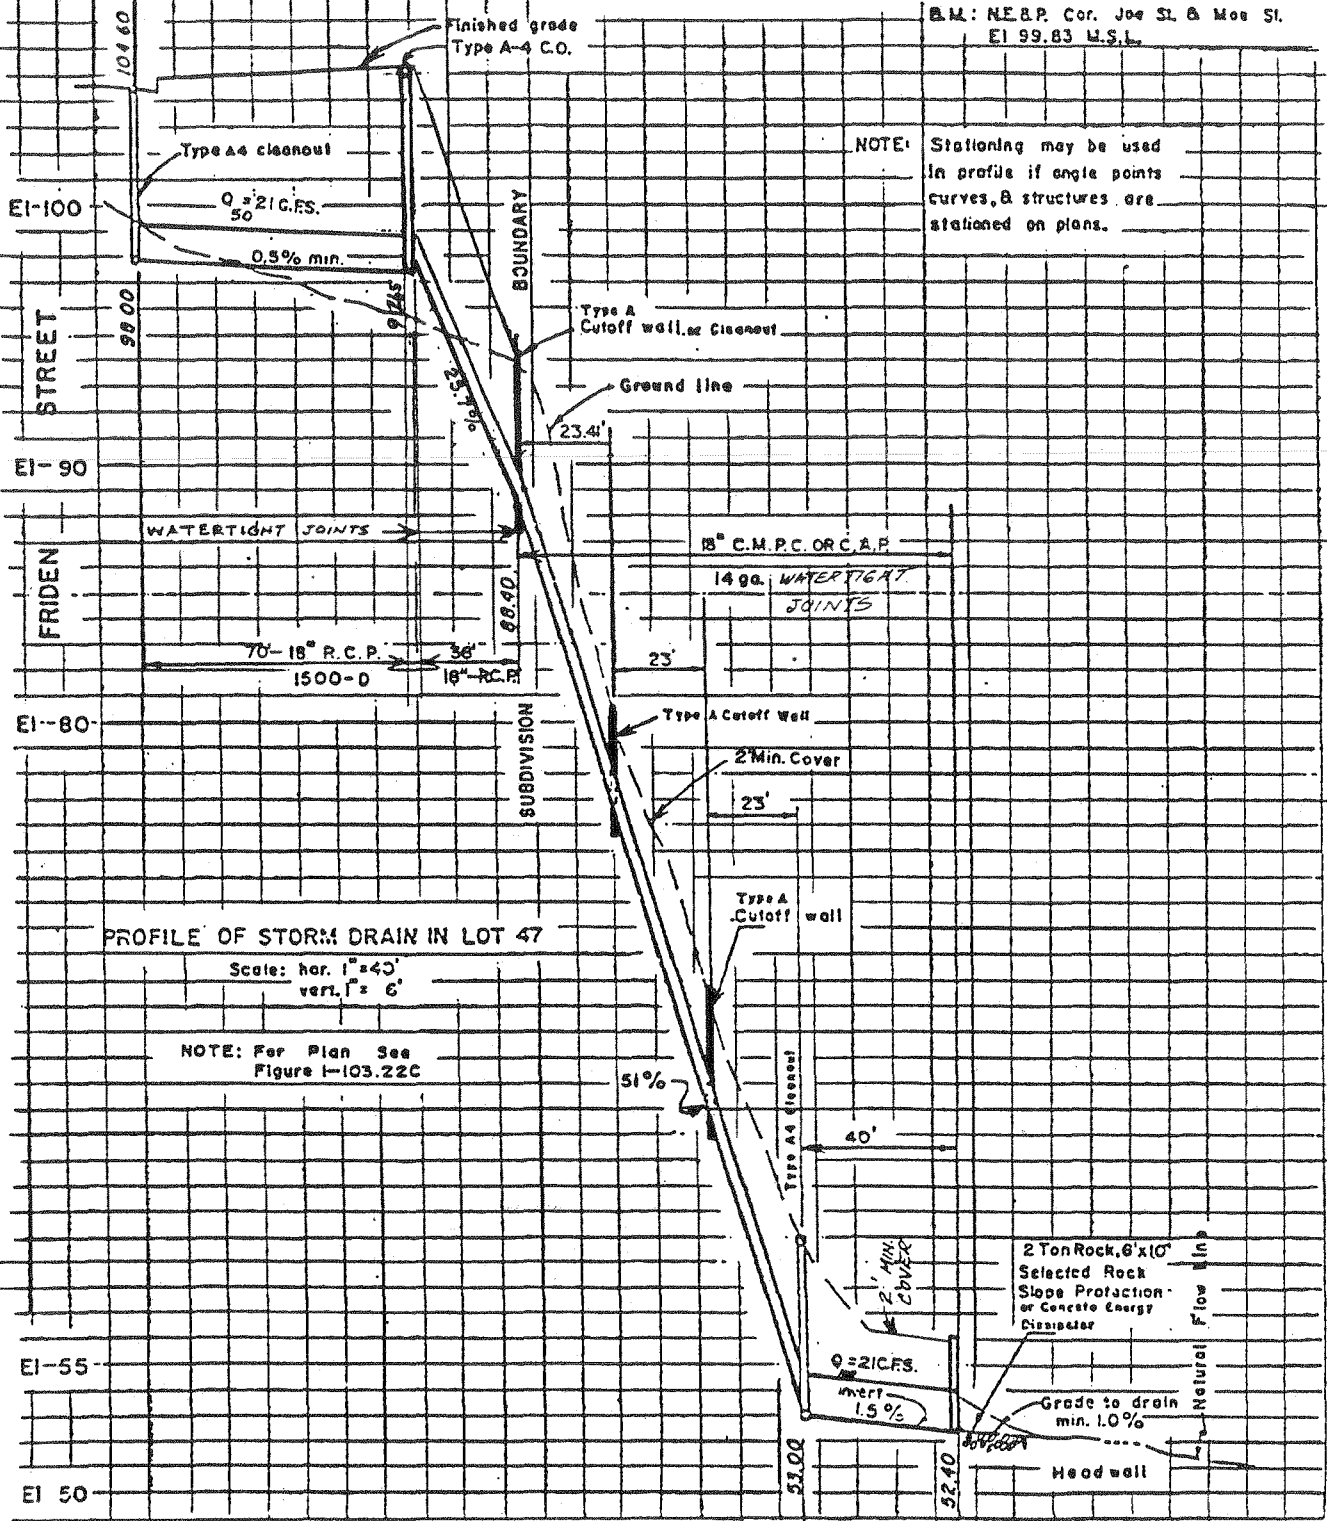 B.M.: N.E.B.P. Cor. Joe St. & Moe St.
El 99.83 M.S.L.
104 60
Finished grade
Type A-4 C.O.
Type A4 cleanout
NOTE: Stationing may be used
in profile if angle points
curves, & structures are
stationed on plans.
El-100
Q50 = 21 C.F.S.
0.5% min.
BOUNDARY
98 00
STREET
Type A
Cutoff wall or Cleanout
Ground line
23.41'
El-90
WATERTIGHT JOINTS
18" C.M.P.C. OR C.A.P.
14 ga. WATERTIGHT
JOINTS
FRIDEN
88.40
70'-18" R.C.P.
1500-D
36'
18" R.C.P.
23'
El-80
Type A Cutoff Wall
SUBDIVISION
2' Min. Cover
23'
Type A
Cutoff wall
PROFILE OF STORM DRAIN IN LOT 47
Scale: hor. 1"=40'
vert. 1"= 6'
NOTE: For Plan See
Figure I-103.22C
51%
Type A4 Cleanout
40'
2' MIN.
COVER
2 Ton Rock, 6'x10'
Selected Rock
Slope Protection
or Concrete Energy
Dissipator
Natural Flow line
El-55
Q=21C.F.S.
invert
1.5%
Grade to drain
min. 1.0%
53.00
52.40
Headwall
El 50